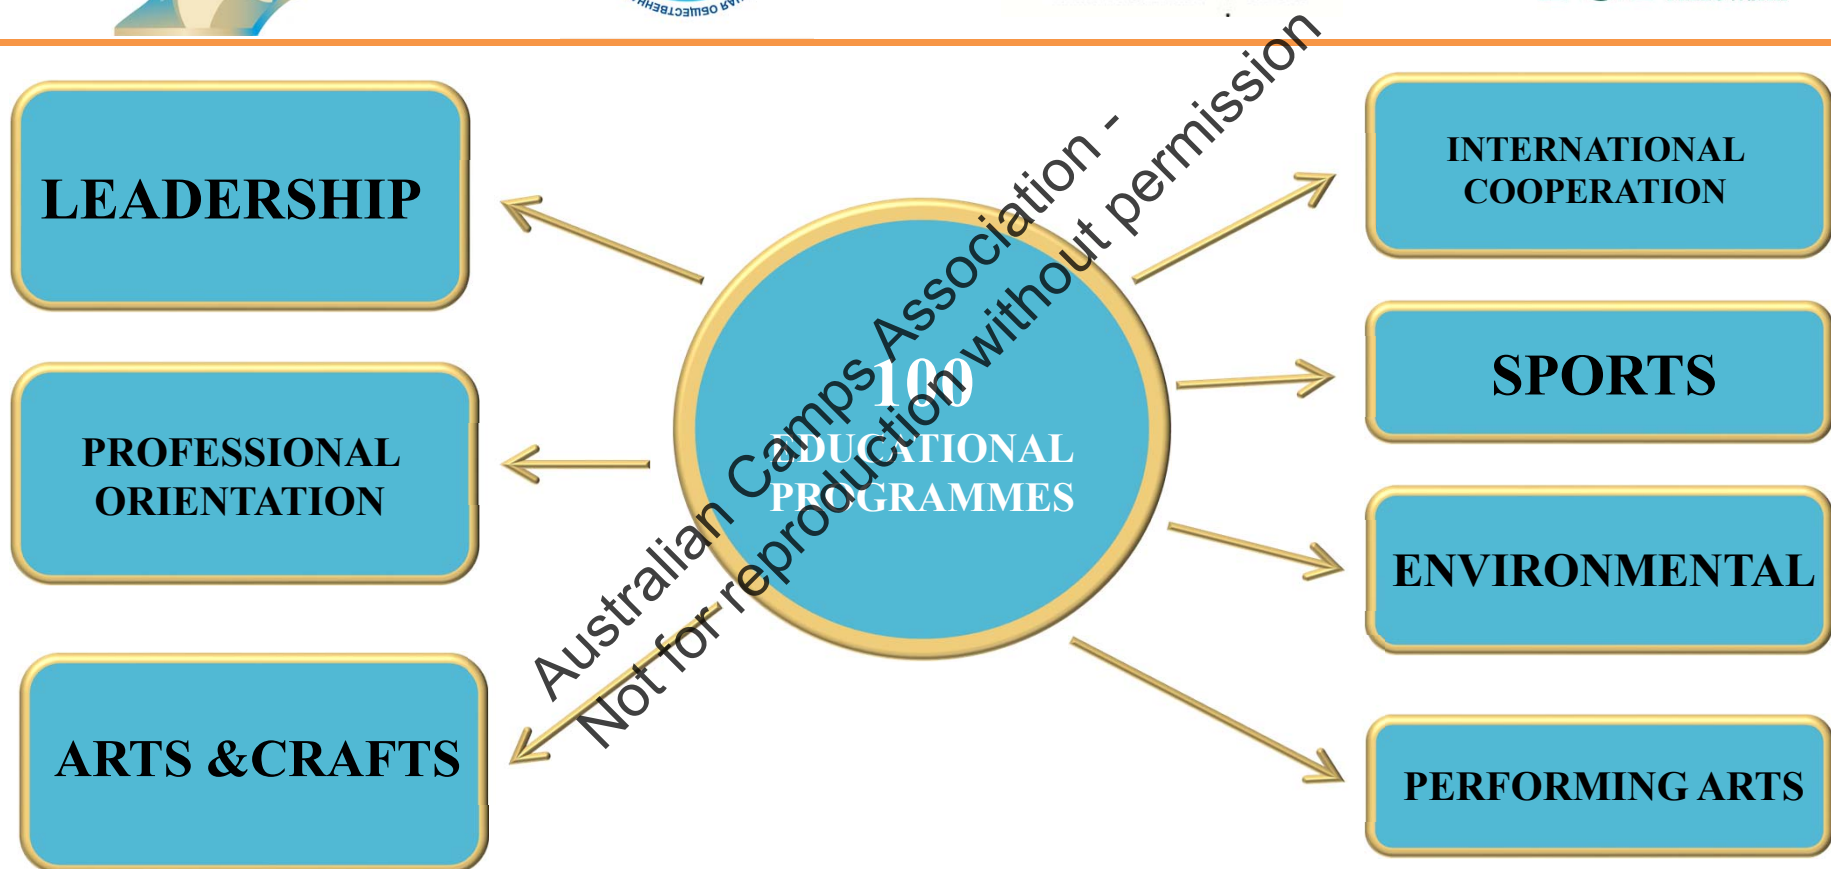 LEADERSHIP
PROFESSIONAL
ORIENTATION
ARTS &CRAFTS
100
EDUCATIONAL
PROGRAMMES
INTERNATIONAL
COOPERATION
SPORTS
ENVIRONMENTAL
PERFORMING ARTS
Australian Camps Association -
Not for reproduction without permission